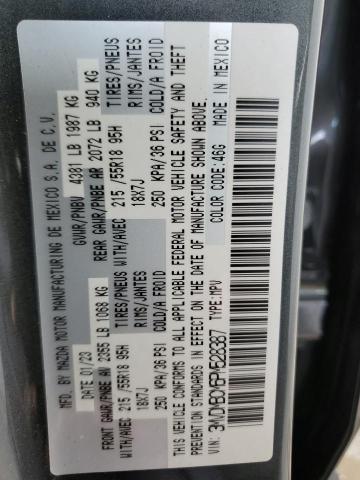 MFD BY MAZDA MOTOR MANUFACTURING DE MEXICO S.A. DE C.V.
DATE: 01/23 GVWR/PNBV 4381 LB 1987 KG
FRONT GAWR/PNBE AV 2355 LB 1068 KG REAR GAWR/PNBE AR 2072 LB 940 KG
TIRES/PNEUS WITH/AVEC TIRES/PNEUS WITH/AVEC TIRES/PNEUS
215/55R18 95H 215/55R18 95H
RIMS/JANTES RIMS/JANTES
18X7J 18X7J
COLD/A FROID COLD/A FROID
250 KPA/36 PSI 250 KPA/36 PSI
THIS VEHICLE CONFORMS TO ALL APPLICABLE FEDERAL MOTOR VEHICLE SAFETY AND THEFT
PREVENTION STANDARDS IN EFFECT ON THE DATE OF MANUFACTURE SHOWN ABOVE.
VIN: TYPE:MPV COLOR CODE:46G MADE IN MEXICO